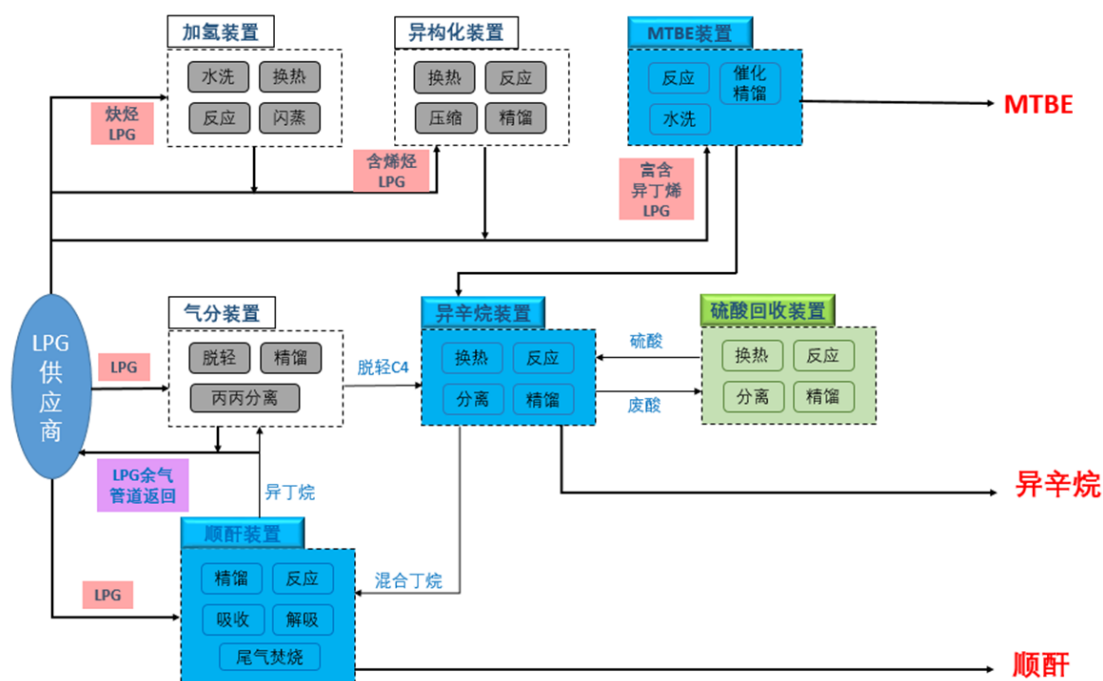 加氢装置
水洗
换热
反应
闪蒸
炔烃
LPG
异构化装置
换热
反应
压缩
精馏
含烯烃
LPG
MTBE装置
反应
催化
精馏
水洗
富含
异丁烯
LPG
MTBE
LPG
供
应
商
LPG
气分装置
脱轻
精馏
丙丙分离
脱轻C4
异辛烷装置
换热
反应
分离
精馏
硫酸
废酸
硫酸回收装置
换热
反应
分离
精馏
LPG余气
管道返回
异丁烷
异辛烷
顺酐装置
精馏
反应
吸收
解吸
尾气焚烧
混合丁烷
LPG
顺酐